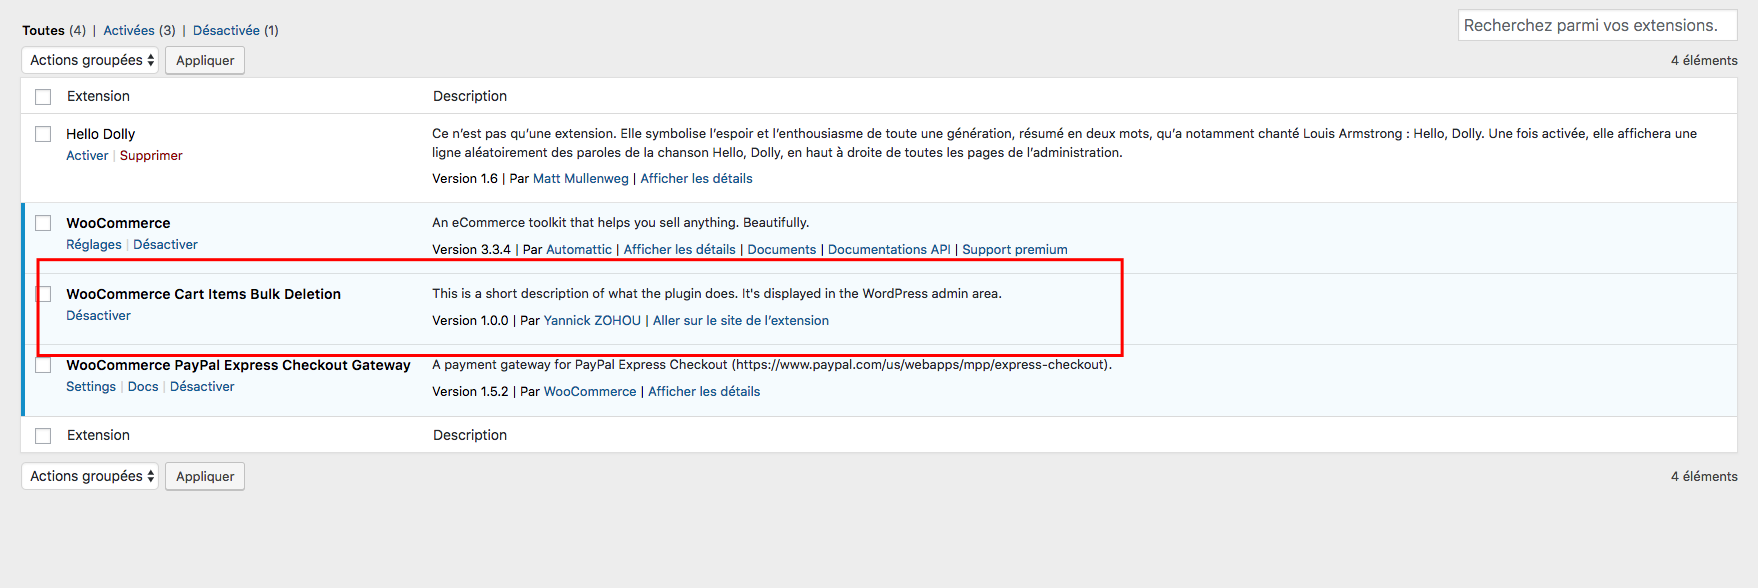 Toutes (4) | Activées (3) | Désactivée (1)
Recherchez parmi vos extensions.
Actions groupées Appliquer
4 éléments
Extension Description
Hello Dolly
Activer | Supprimer
Ce n’est pas qu’une extension. Elle symbolise l’espoir et l’enthousiasme de toute une génération, résumé en deux mots, qu’a notamment chanté Louis Armstrong : Hello, Dolly. Une fois activée, elle affichera une
ligne aléatoirement des paroles de la chanson Hello, Dolly, en haut à droite de toutes les pages de l’administration.
Version 1.6 | Par Matt Mullenweg | Afficher les détails
WooCommerce
Réglages | Désactiver
An eCommerce toolkit that helps you sell anything. Beautifully.
Version 3.3.4 | Par Automattic | Afficher les détails | Documents | Documentations API | Support premium
WooCommerce Cart Items Bulk Deletion
Désactiver
This is a short description of what the plugin does. It's displayed in the WordPress admin area.
Version 1.0.0 | Par Yannick ZOHOU | Aller sur le site de l’extension
WooCommerce PayPal Express Checkout Gateway
Settings | Docs | Désactiver
A payment gateway for PayPal Express Checkout (https://www.paypal.com/us/webapps/mpp/express-checkout).
Version 1.5.2 | Par WooCommerce | Afficher les détails
Extension Description
Actions groupées Appliquer
4 éléments